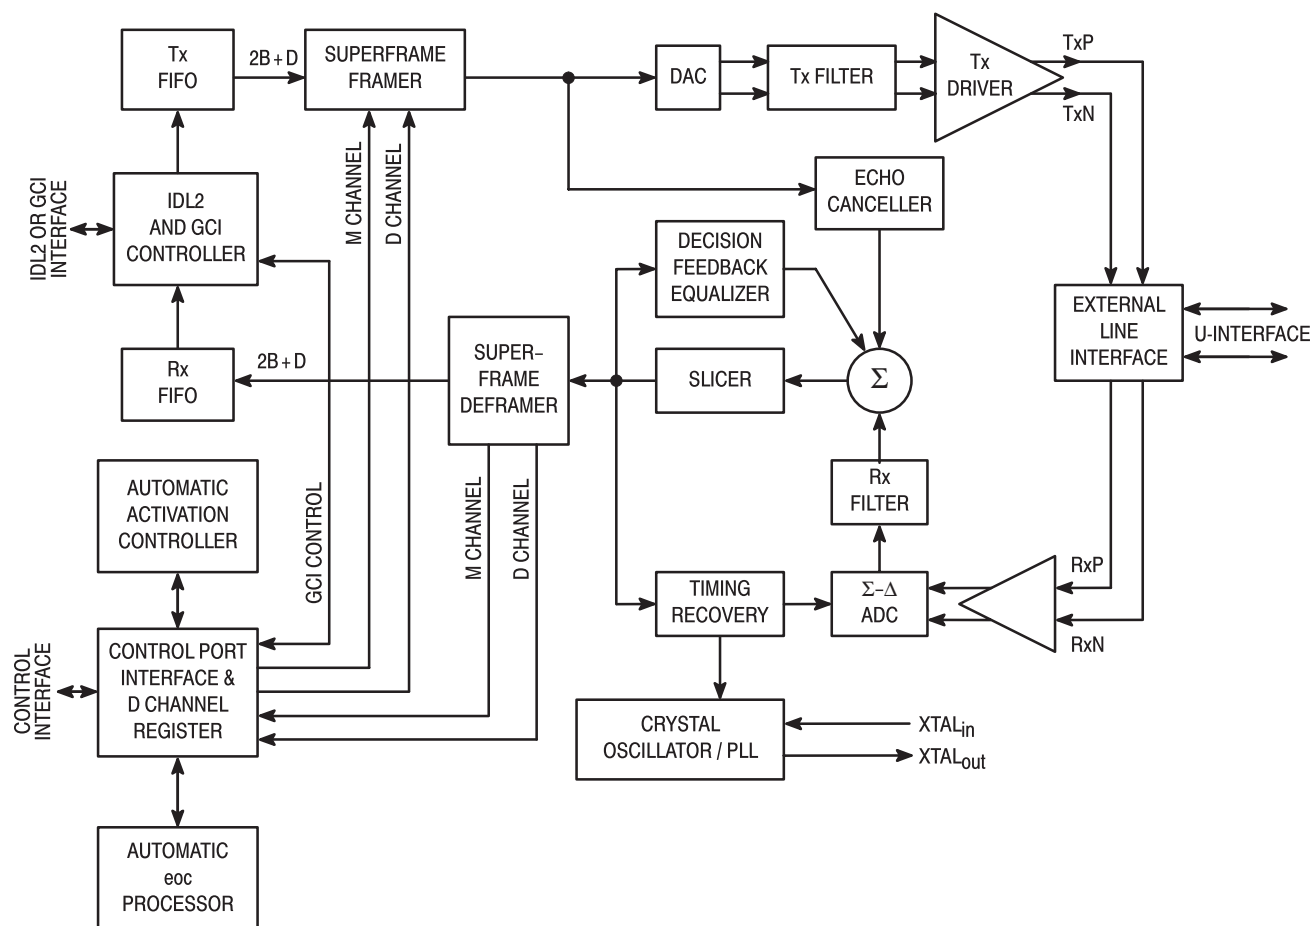 Tx
FIFO
2B+D
SUPERFRAME
FRAMER
DAC
Tx FILTER
Tx
DRIVER
TxP
TxN
M CHANNEL
D CHANNEL
ECHO
CANCELLER
IDL2 OR GCI
INTERFACE
IDL2
AND GCI
CONTROLLER
DECISION
FEEDBACK
EQUALIZER
EXTERNAL
LINE
INTERFACE
U-INTERFACE
Rx
FIFO
2B+D
SUPER–
FRAME
DEFRAMER
SLICER
Σ
Rx
FILTER
AUTOMATIC
ACTIVATION
CONTROLLER
GCI CONTROL
M CHANNEL
D CHANNEL
TIMING
RECOVERY
Σ–Δ
ADC
RxP
RxN
CONTROL
INTERFACE
CONTROL PORT
INTERFACE &
D CHANNEL
REGISTER
CRYSTAL
OSCILLATOR / PLL
XTALin
XTALout
AUTOMATIC
eoc
PROCESSOR